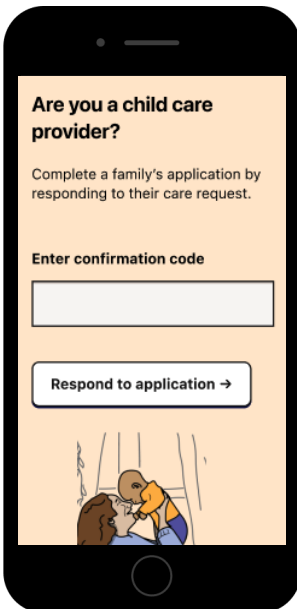 Are you a child care
provider?
Complete a family's application by
responding to their care request.
Enter confirmation code
Respond to application →